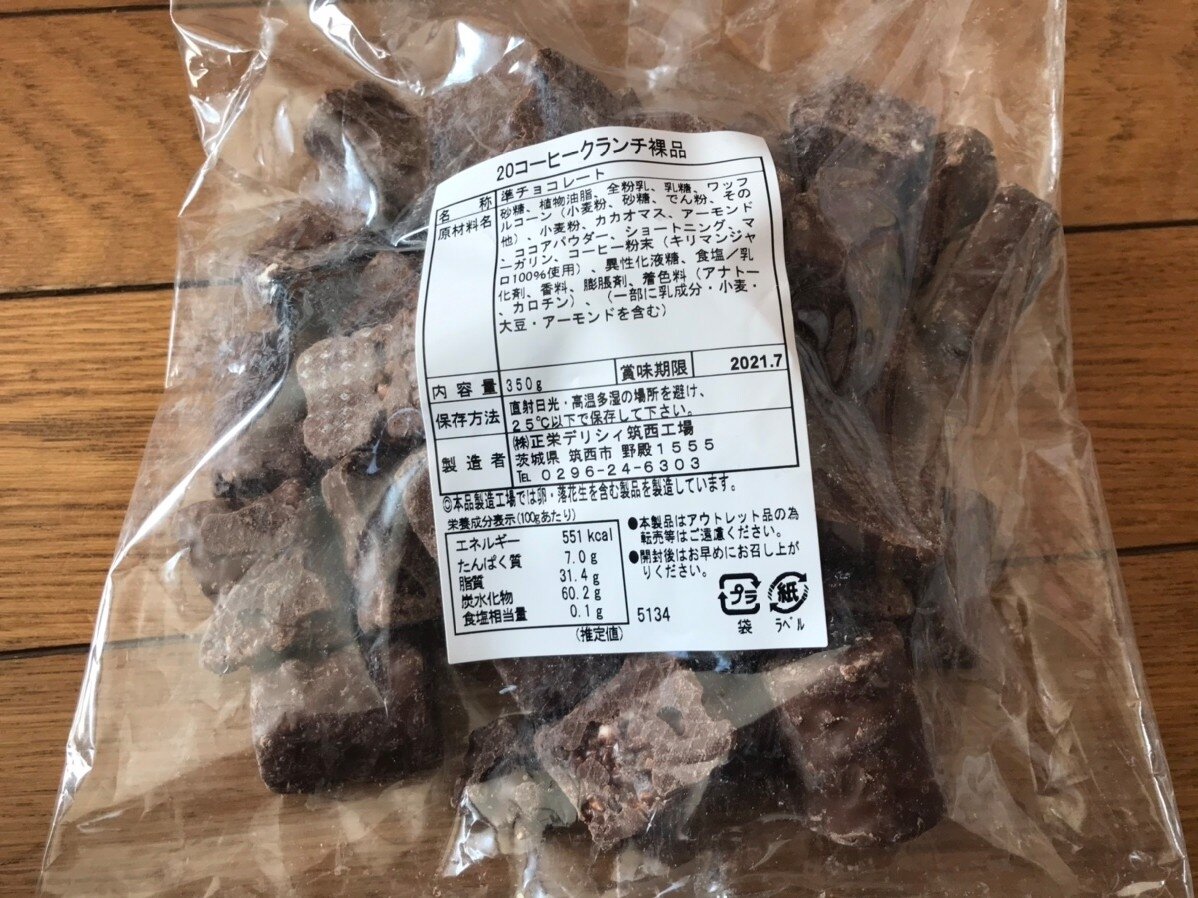 20コーヒークランチ裸品
名 称 準チョコレート
原材料名 砂糖、植物油脂、全粉乳、乳糖、ワッフ
ルコーン（小麦粉、砂糖、でん粉、その
他）、小麦粉、カカオマス、アーモンド
、ココアパウダー、ショートニング、マ
ーガリン、コーヒー粉末（キリマンジャ
ロ100%使用）、異性化液糖、食塩／乳
化剤、香料、膨脹剤、着色料（アナトー
、カロチン）、（一部に乳成分・小麦・
大豆・アーモンドを含む）
内容量 350g 賞味期限 2021.7
保存方法 直射日光・高温多湿の場所を避け、
25℃以下で保存して下さい。
製造者 ㈱正栄デリシィ筑西工場
茨城県 筑西市 野殿1555
TEL 0296-24-6303
◎本品製造工場では卵・落花生を含む製品を製造しています。
栄養成分表示(100gあたり)
エネルギー 551kcal
たんぱく質 7.0g
脂質 31.4g
炭水化物 60.2g
食塩相当量 0.1g
(推定値)
●本製品はアウトレット品の為
転売等はご遠慮ください。
●開封後はお早めにお召し上が
りください。
プラ 紙
袋 ラベル
5134